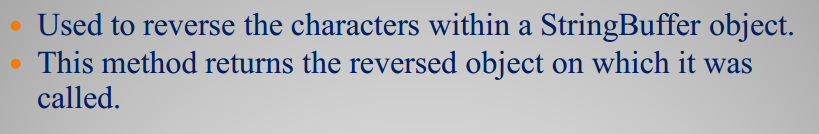 • Used to reverse the characters within a StringBuffer object.
• This method returns the reversed object on which it was
called.